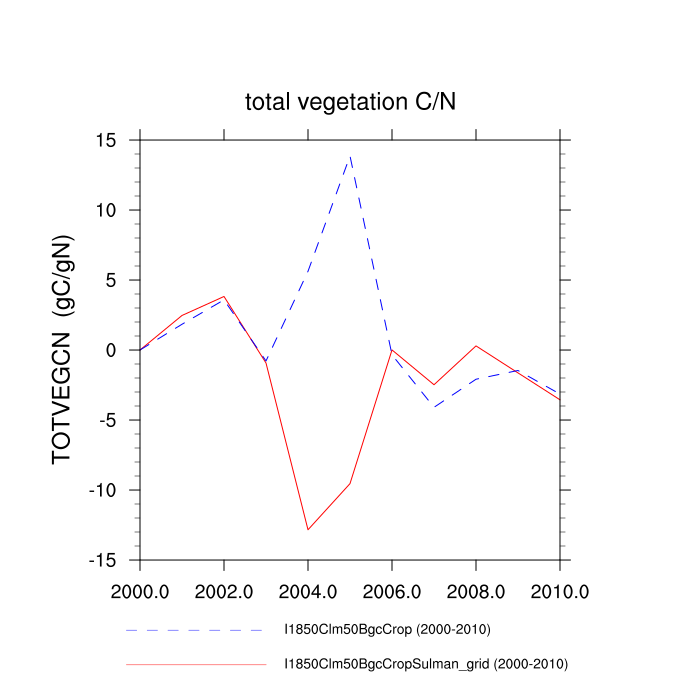 total vegetation C/N
TOTVEGCN (gC/gN)
15
10
5
0
-5
-10
-15
2000.0 2002.0 2004.0 2006.0 2008.0 2010.0
I1850Clm50BgcCrop (2000-2010)
I1850Clm50BgcCropSulman_grid (2000-2010)